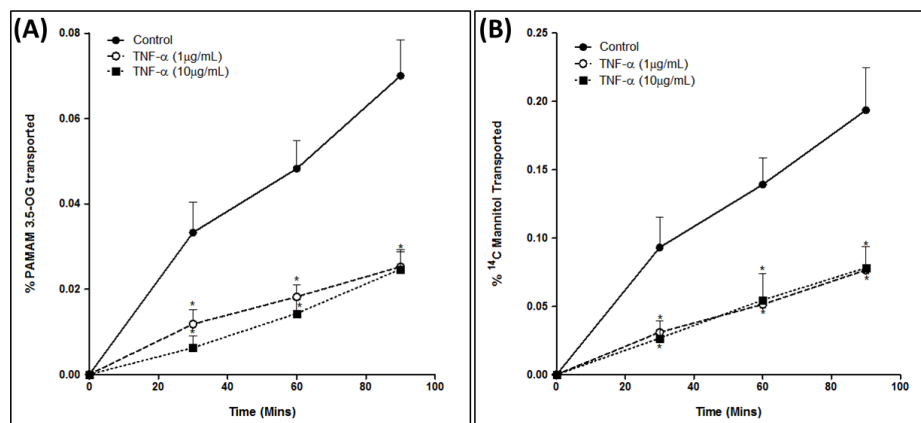 (A)
% PAMAM 3.5-OG transported
0.08
0.06
0.04
0.02
0.00
Control
TNF-α (1μg/mL)
TNF-α (10μg/mL)
*
*
*
*
*
0 20 40 60 80 100
Time (Mins)
(B)
% ¹⁴C Mannitol Transported
0.25
0.20
0.15
0.10
0.05
0.00
Control
TNF-α (1μg/mL)
TNF-α (10μg/mL)
*
*
*
*
*
*
0 20 40 60 80 100
Time (Mins)